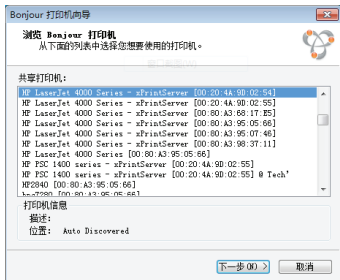 Bonjour 打印机向导
浏览 Bonjour 打印机
从下面的列表中选择您想要使用的打印机。
共享打印机:
HP LaserJet 4000 Series - xPrintServer [00:20:4A:9D:02:54]
HP LaserJet 4000 Series - xPrintServer [00:20:4A:9D:02:55]
HP LaserJet 4000 Series - xPrintServer [00:80:A3:68:17:E5]
HP LaserJet 4000 Series - xPrintServer [00:80:A3:95:05:66]
HP LaserJet 4000 Series - xPrintServer [00:80:A3:95:07:46]
HP LaserJet 4000 Series - xPrintServer [00:80:A3:98:37:11]
HP LaserJet 4000 Series [00:80:A3:95:05:66]
HP PSC 1400 series - xPrintServer [00:20:4A:9D:02:55]
HP PSC 1400 series - xPrintServer [00:20:4A:9D:02:55] @ Tech'
HP2840 [00:80:A3:95:05:66]
[00:80:A3:95:05:66]
打印机信息
描述:
位置: Auto Discovered
下一步(N) >
取消